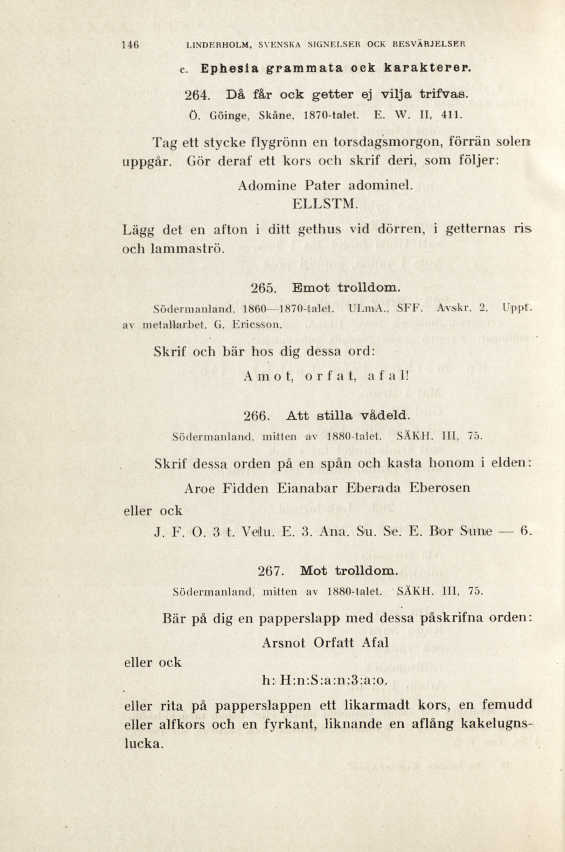 146 LINDERHOLM, SVENSKA SIGNELSER OCK BESVÄRJELSER
c. Ephesia grammata ock karakterer.
264. Då får ock getter ej vilja trifvas.
Ö. Göinge, Skåne, 1870-talet. E. W. II, 411.
Tag ett stycke flygrönn en torsdagsmorgon, förrän solen
uppgår. Gör deraf ett kors och skrif deri, som följer:
Adomine Pater adominel.
ELLSTM.
Lägg det en afton i ditt gethus vid dörren, i getternas ris
och lammaströ.
265. Emot trolldom.
Södermanland, 1860—1870-talet. ULmA., SFF. Avskr. 2. Uppt.
av metallarbet. G. Ericsson.
Skrif och bär hos dig dessa ord:
Amot, orfat, afal!
266. Att stilla vådeld.
Södermanland, mitten av 1880-talet. SÄKH. III, 75.
Skrif dessa orden på en spån och kasta honom i elden:
Aroe Fidden Eianabar Eberada Eberosen
eller ock
J. F. O. 3 t. Velu. E. 3. Ana. Su. Se. E. Bor Sune — 6.
267. Mot trolldom.
Södermanland, mitten av 1880-talet. SÄKH. III, 75.
Bär på dig en papperslapp med dessa påskrifna orden:
Arsnot Orfatt Afal
eller ock
h: H:n:S:a:n:3:a:o.
eller rita på papperslappen ett likarmadt kors, en femudd
eller alfkors och en fyrkant, liknande en aflång kakelugns-
lucka.